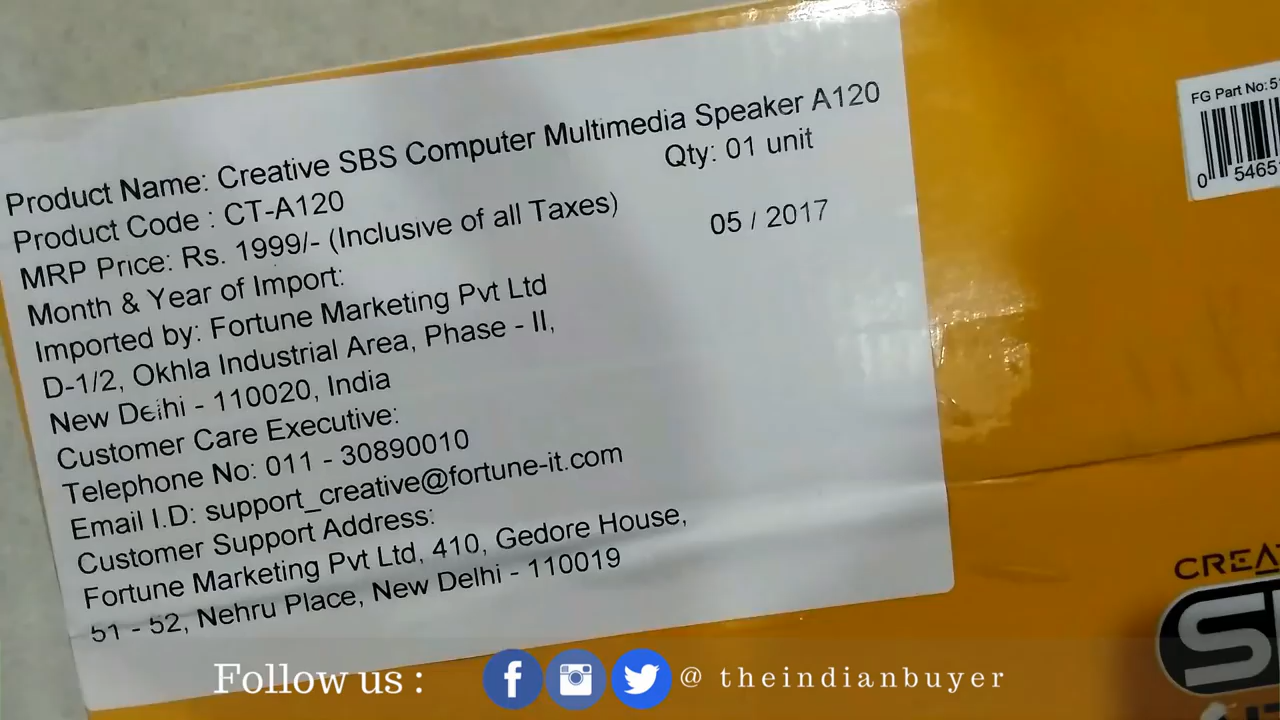 Product Name: Creative SBS Computer Multimedia Speaker A120
Product Code : CT-A120 Qty: 01 unit
MRP Price: Rs. 1999/- (Inclusive of all Taxes)
Month & Year of Import: 05 / 2017
Imported by: Fortune Marketing Pvt Ltd
D-1/2, Okhla Industrial Area, Phase - II,
New Delhi - 110020, India
Customer Care Executive:
Telephone No: 011 - 30890010
Email I.D: support_creative@fortune-it.com
Customer Support Address:
Fortune Marketing Pvt Ltd, 410, Gedore House,
51 - 52, Nehru Place, New Delhi - 110019
FG Part No:
Follow us :
@ theindianbuyer